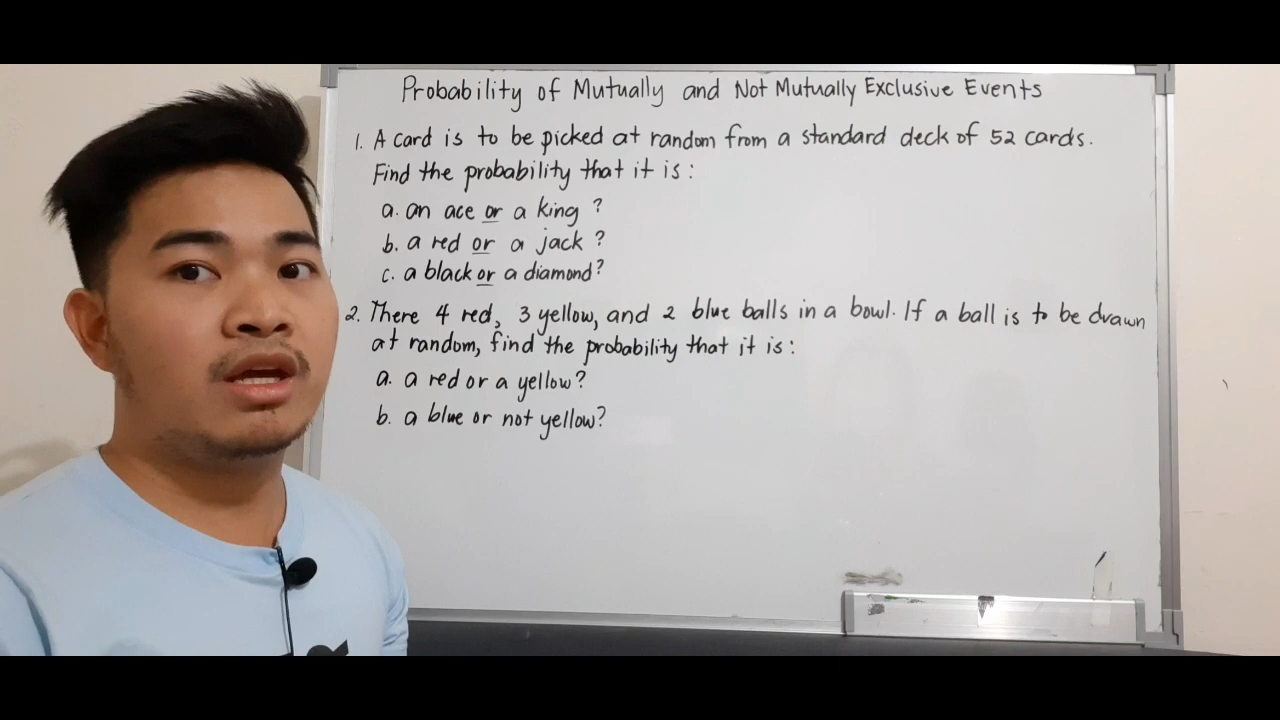 Probability of Mutually and Not Mutually Exclusive Events
1. A card is to be picked at random from a standard deck of 52 cards.
Find the probability that it is:
a. an ace or a king?
b. a red or a jack?
c. a black or a diamond?
2. There 4 red, 3 yellow, and 2 blue balls in a bowl. If a ball is to be drawn
at random, find the probability that it is:
a. a red or a yellow?
b. a blue or not yellow?